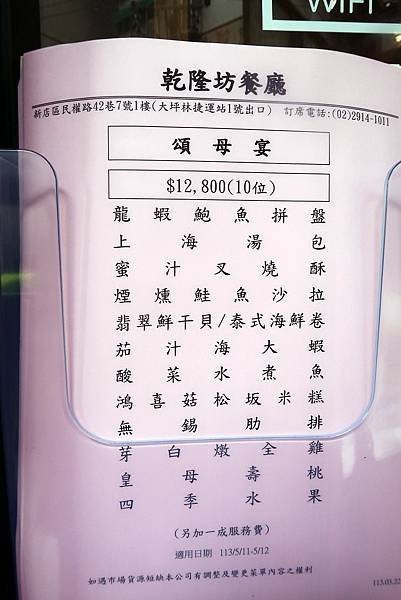 WIFI
乾隆坊餐廳
新店區民權路42巷7號1樓(大坪林捷運站1號出口) 訂席電話:(02)2914-1011
頌母宴
$12,800(10位)
龍蝦鮑魚拼盤
上海湯包
蜜汁叉燒酥
煙燻鮭魚沙拉
翡翠鮮干貝/泰式海鮮卷
茄汁海大蝦
酸菜水煮魚
鴻喜菇松坂米糕
無錫肋排
芽白燉全雞
皇母壽桃
四季水果
(另加一成服務費)
適用日期 113/5/11-5/12
如遇市場貨源短缺本公司有調整及變更菜單內容之權利
113.03.22